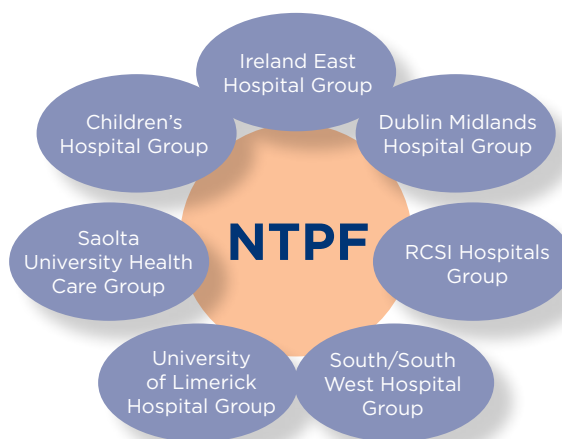 Ireland East
Hospital Group
Children's
Hospital Group
Dublin Midlands
Hospital Group
NTPF
Saolta
University Health
Care Group
RCSI Hospitals
Group
University
of Limerick
Hospital Group
South/South
West Hospital
Group